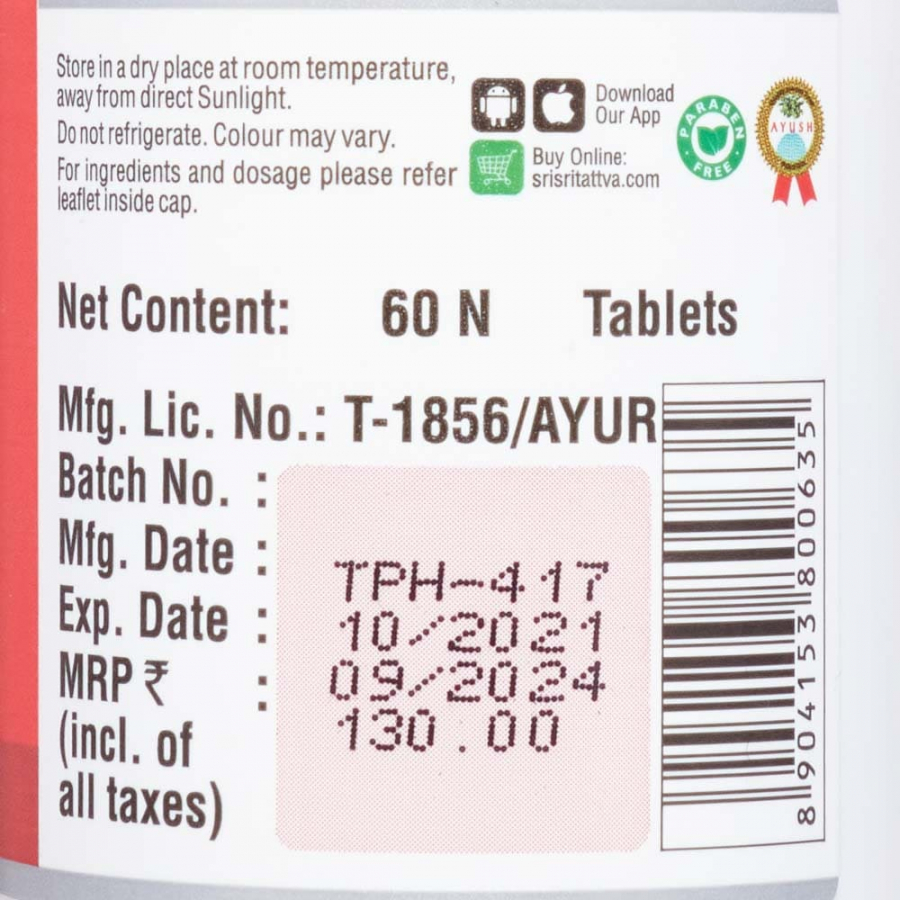 Store in a dry place at room temperature,
away from direct Sunlight.
Do not refrigerate. Colour may vary.
For ingredients and dosage please refer
leaflet inside cap.
Download
Our App
Buy Online:
srisritattva.com
PARABEN
FREE
AYUSH
Net Content: 60 N Tablets
Mfg. Lic. No.: T-1856/AYUR
Batch No. :
Mfg. Date :
Exp. Date :
MRP ₹ :
(incl. of
all taxes)
TPH-417
10/2021
09/2024
130.00
8904153800635